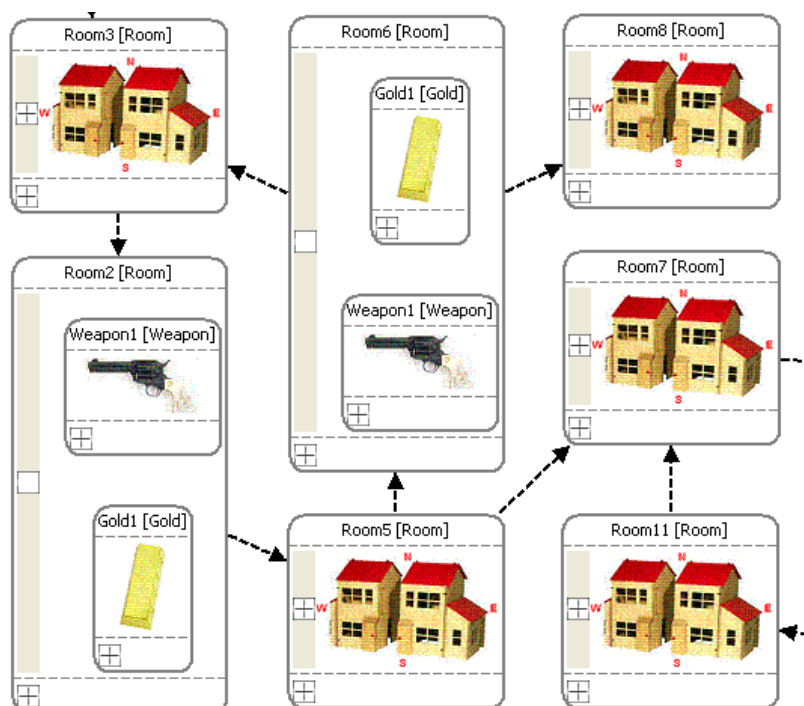 Room3 [Room]
N
W
E
S
Room6 [Room]
Gold1 [Gold]
Weapon1 [Weapon]
Room8 [Room]
N
W
E
S
Room2 [Room]
Weapon1 [Weapon]
Gold1 [Gold]
Room7 [Room]
N
W
E
S
Room5 [Room]
N
W
E
S
Room11 [Room]
N
W
E
S